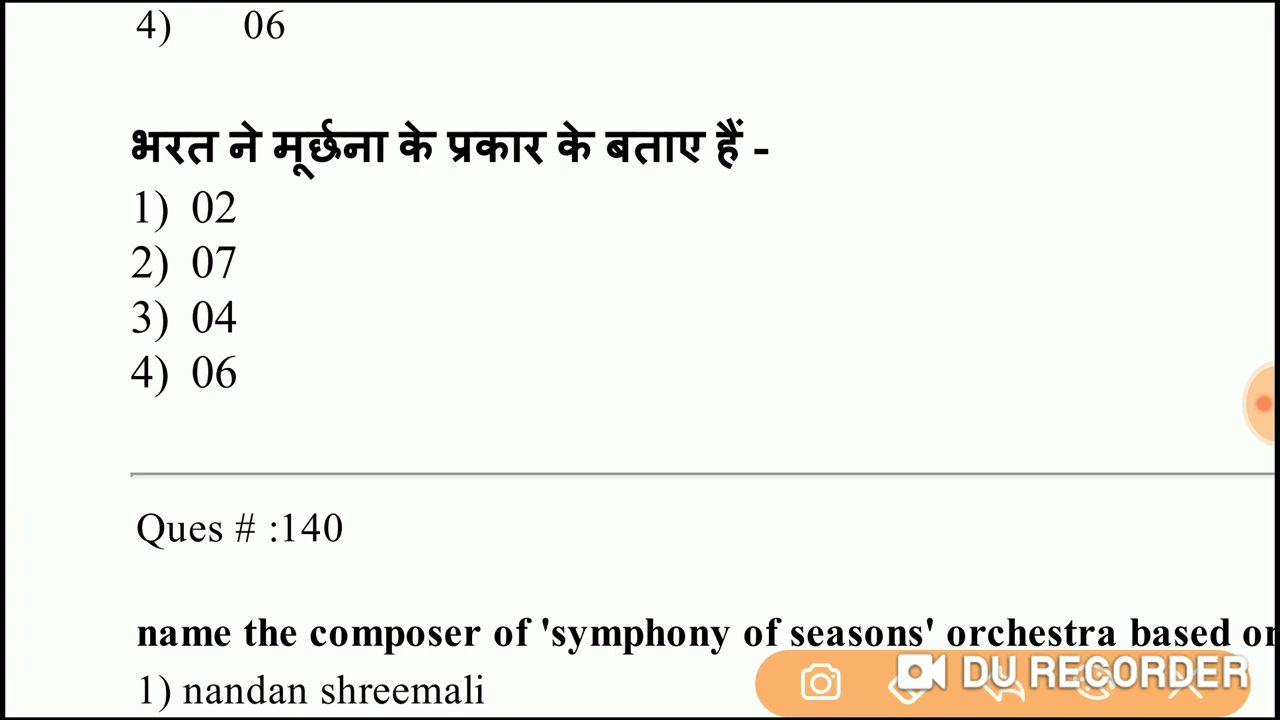 4) 06
भरत ने मूर्छना के प्रकार के बताए हैं -
1) 02
2) 07
3) 04
4) 06
Ques # :140
name the composer of 'symphony of seasons' orchestra based on
1) nandan shreemali
DU RECORDER